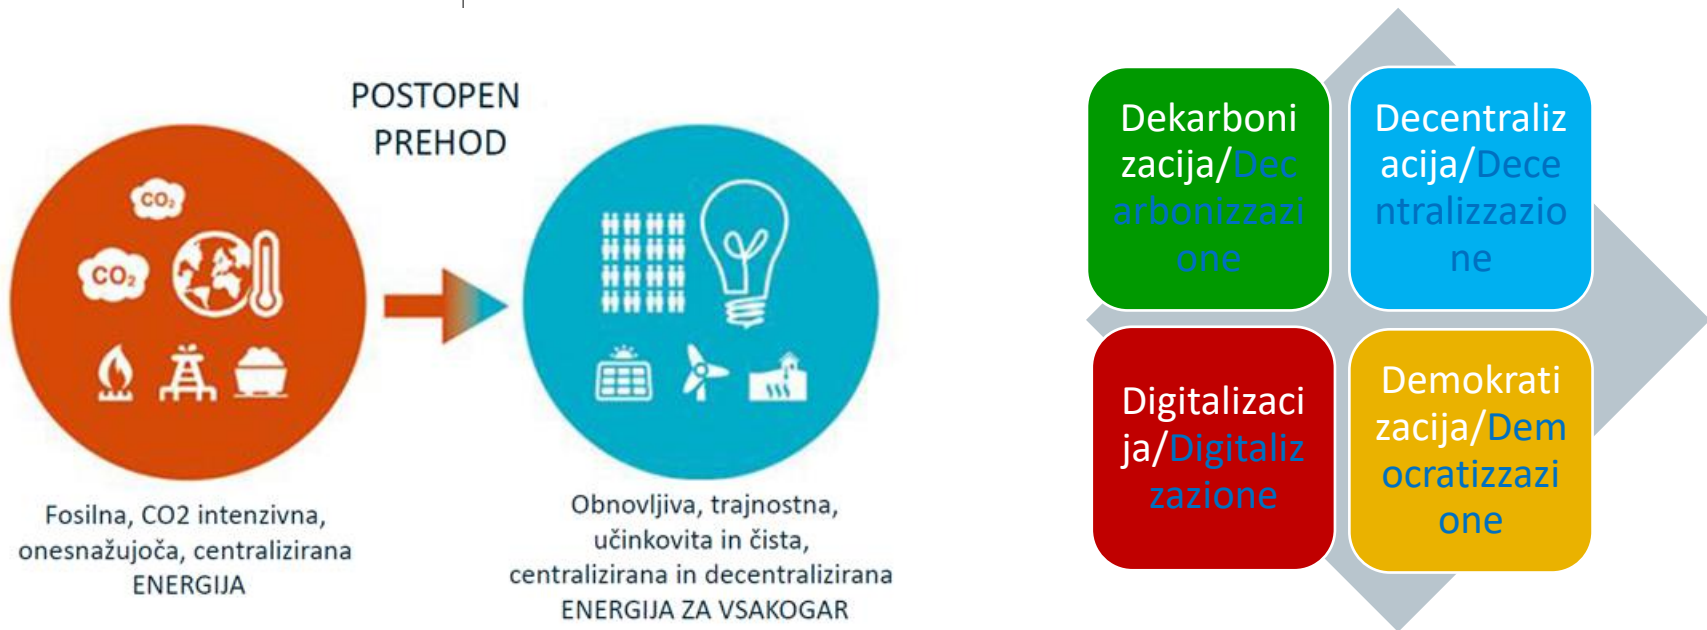 POSTOPEN
PREHOD
CO₂
CO₂
Fosilna, CO2 intenzivna,
onesnažujoča, centralizirana
ENERGIJA
Obnovljiva, trajnostna,
učinkovita in čista,
centralizirana in decentralizirana
ENERGIJA ZA VSAKOGAR
Dekarboni
zacija/Dec
arbonizzazi
one
Decentraliz
acija/Dece
ntralizzazio
ne
Digitalizaci
ja/Digitaliz
zazione
Demokrati
zacija/Dem
ocratizzazi
one